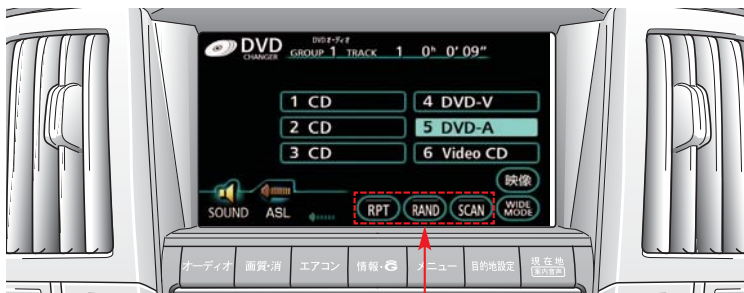 DVD CHANGER DVDオーディオ GROUP 1 TRACK 1 0h 0' 09"
1 CD
4 DVD-V
2 CD
5 DVD-A
3 CD
6 Video CD
映像
SOUND
ASL
RPT
RAND
SCAN
WIDE MODE
オーディオ
画質・消
エアコン
情報・G
メニュー
目的地設定
現在地
案内音声